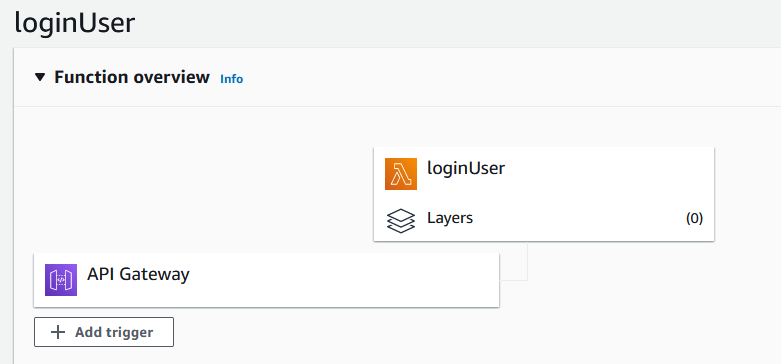 loginUser
Function overview Info
loginUser
Layers (0)
API Gateway
Add trigger